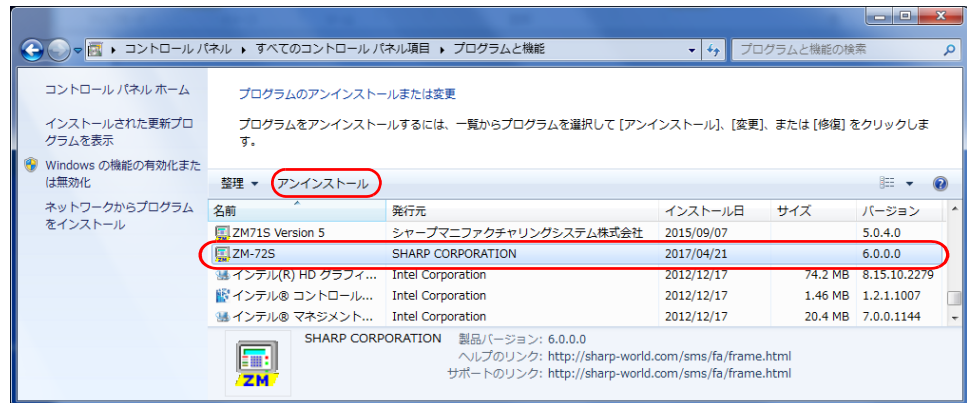 コントロール パネル ▸ すべてのコントロール パネル項目 ▸ プログラムと機能
プログラムと機能の検索
コントロール パネル ホーム
インストールされた更新プログラムを表示
Windows の機能の有効化または無効化
ネットワークからプログラムをインストール
プログラムのアンインストールまたは変更
プログラムをアンインストールするには、一覧からプログラムを選択して [アンインストール]、[変更]、または [修復] をクリックします。
整理 ▼ アンインストール
名前 発行元 インストール日 サイズ バージョン
ZM71S Version 5 シャープマニファクチャリングシステム株式会社 2015/09/07 5.0.4.0
ZM-72S SHARP CORPORATION 2017/04/21 6.0.0.0
インテル(R) HD グラフィ... Intel Corporation 2012/12/17 74.2 MB 8.15.10.2279
インテル® コントロール... Intel Corporation 2012/12/17 1.46 MB 1.2.1.1007
インテル® マネジメント... Intel Corporation 2012/12/17 20.4 MB 7.0.0.1144
ZM
SHARP CORPORATION 製品バージョン: 6.0.0.0
ヘルプのリンク: http://sharp-world.com/sms/fa/frame.html
サポートのリンク: http://sharp-world.com/sms/fa/frame.html